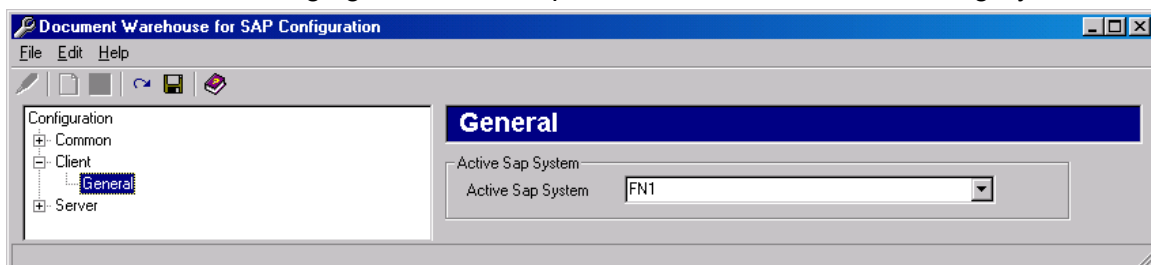 Document Warehouse for SAP Configuration
File Edit Help
Configuration
Common
Client
General
Server
General
Active Sap System
Active Sap System FN1